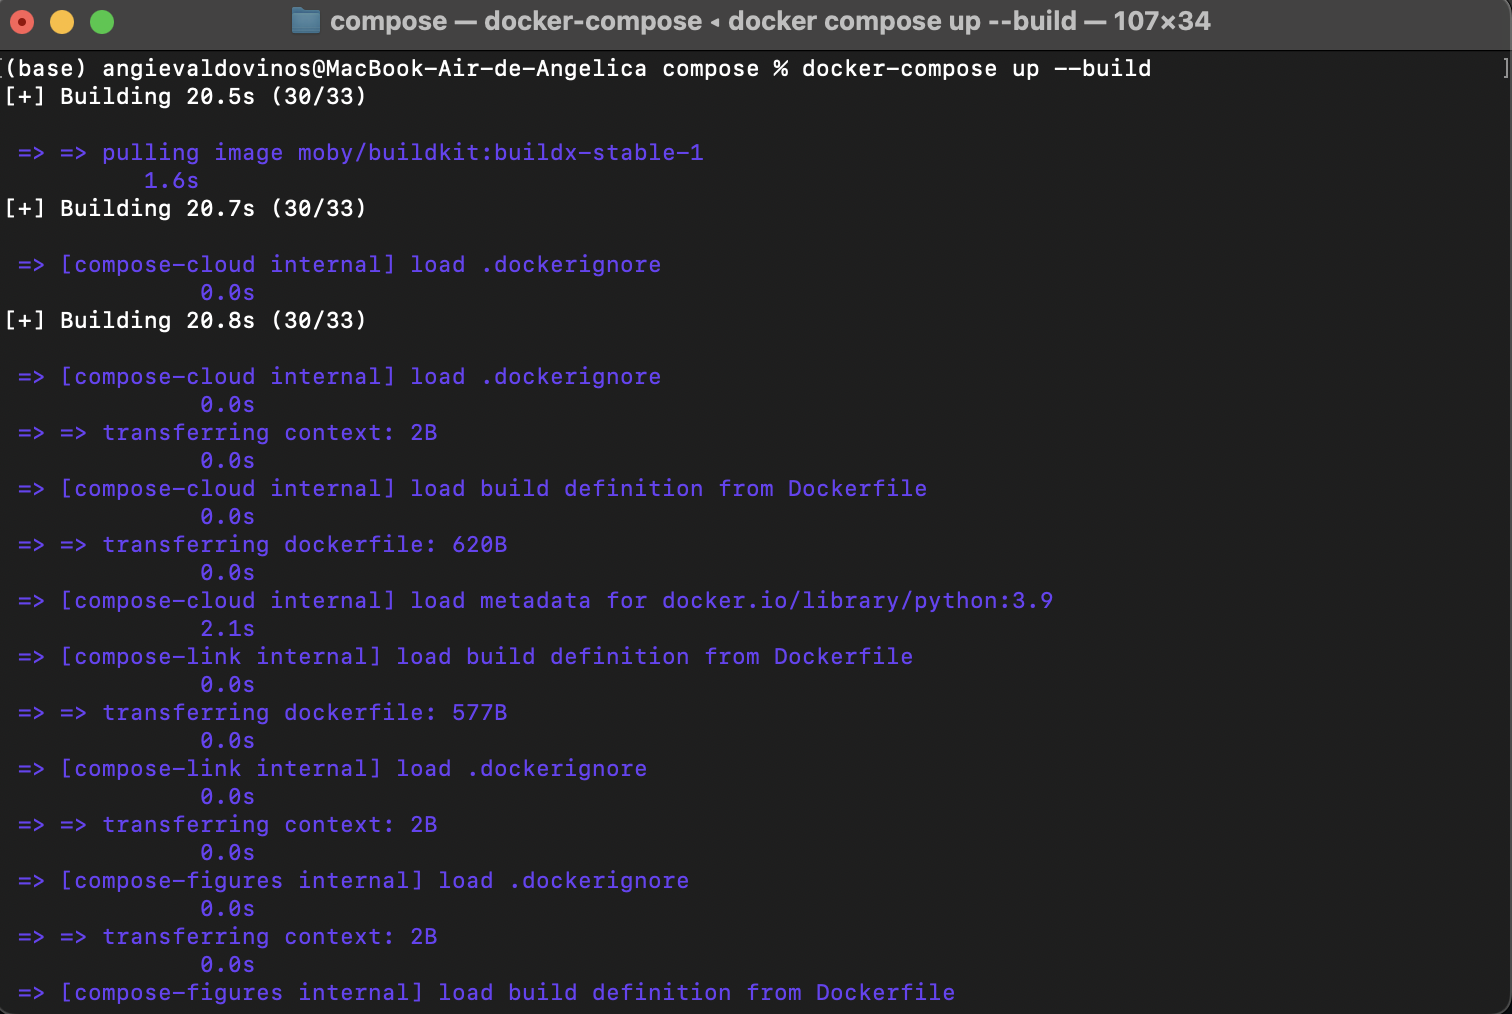 compose — docker-compose ◂ docker compose up --build — 107×34
[(base) angievaldovinos@MacBook-Air-de-Angelica compose % docker-compose up --build ]
[+] Building 20.5s (30/33)
=> => pulling image moby/buildkit:buildx-stable-1
1.6s
[+] Building 20.7s (30/33)
=> [compose-cloud internal] load .dockerignore
0.0s
[+] Building 20.8s (30/33)
=> [compose-cloud internal] load .dockerignore
0.0s
=> => transferring context: 2B
0.0s
=> [compose-cloud internal] load build definition from Dockerfile
0.0s
=> => transferring dockerfile: 620B
0.0s
=> [compose-cloud internal] load metadata for docker.io/library/python:3.9
2.1s
=> [compose-link internal] load build definition from Dockerfile
0.0s
=> => transferring dockerfile: 577B
0.0s
=> [compose-link internal] load .dockerignore
0.0s
=> => transferring context: 2B
0.0s
=> [compose-figures internal] load .dockerignore
0.0s
=> => transferring context: 2B
0.0s
=> [compose-figures internal] load build definition from Dockerfile